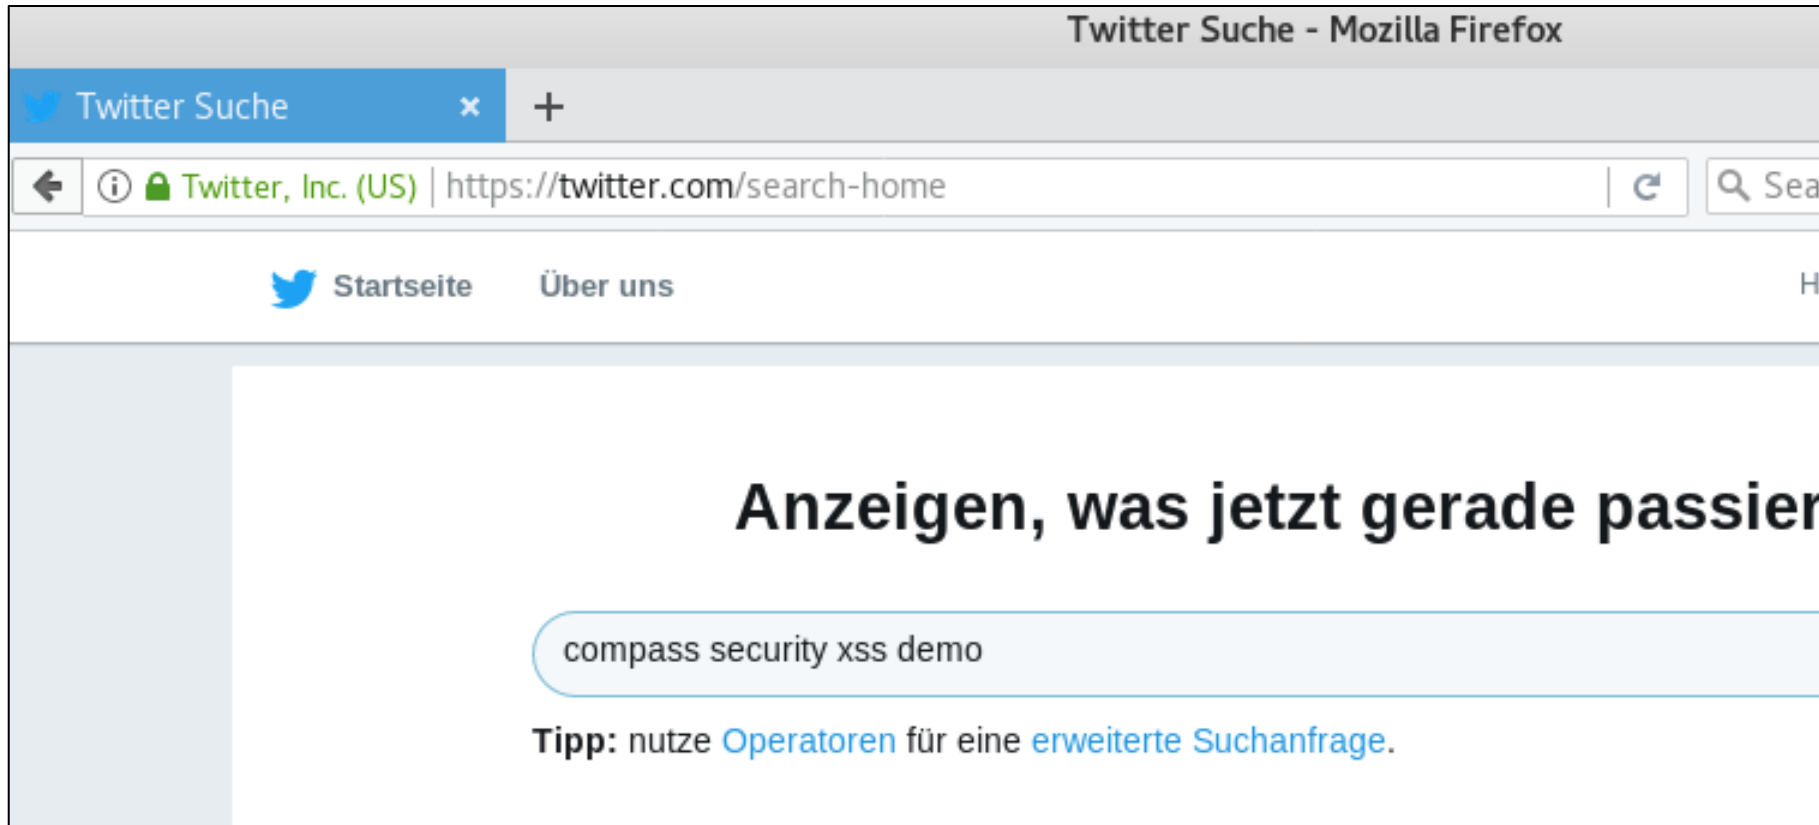 Twitter Suche - Mozilla Firefox
Twitter Suche
Twitter, Inc. (US) https://twitter.com/search-home Sea
Startseite Über uns H
Anzeigen, was jetzt gerade passier
compass security xss demo
Tipp: nutze Operatoren für eine erweiterte Suchanfrage.